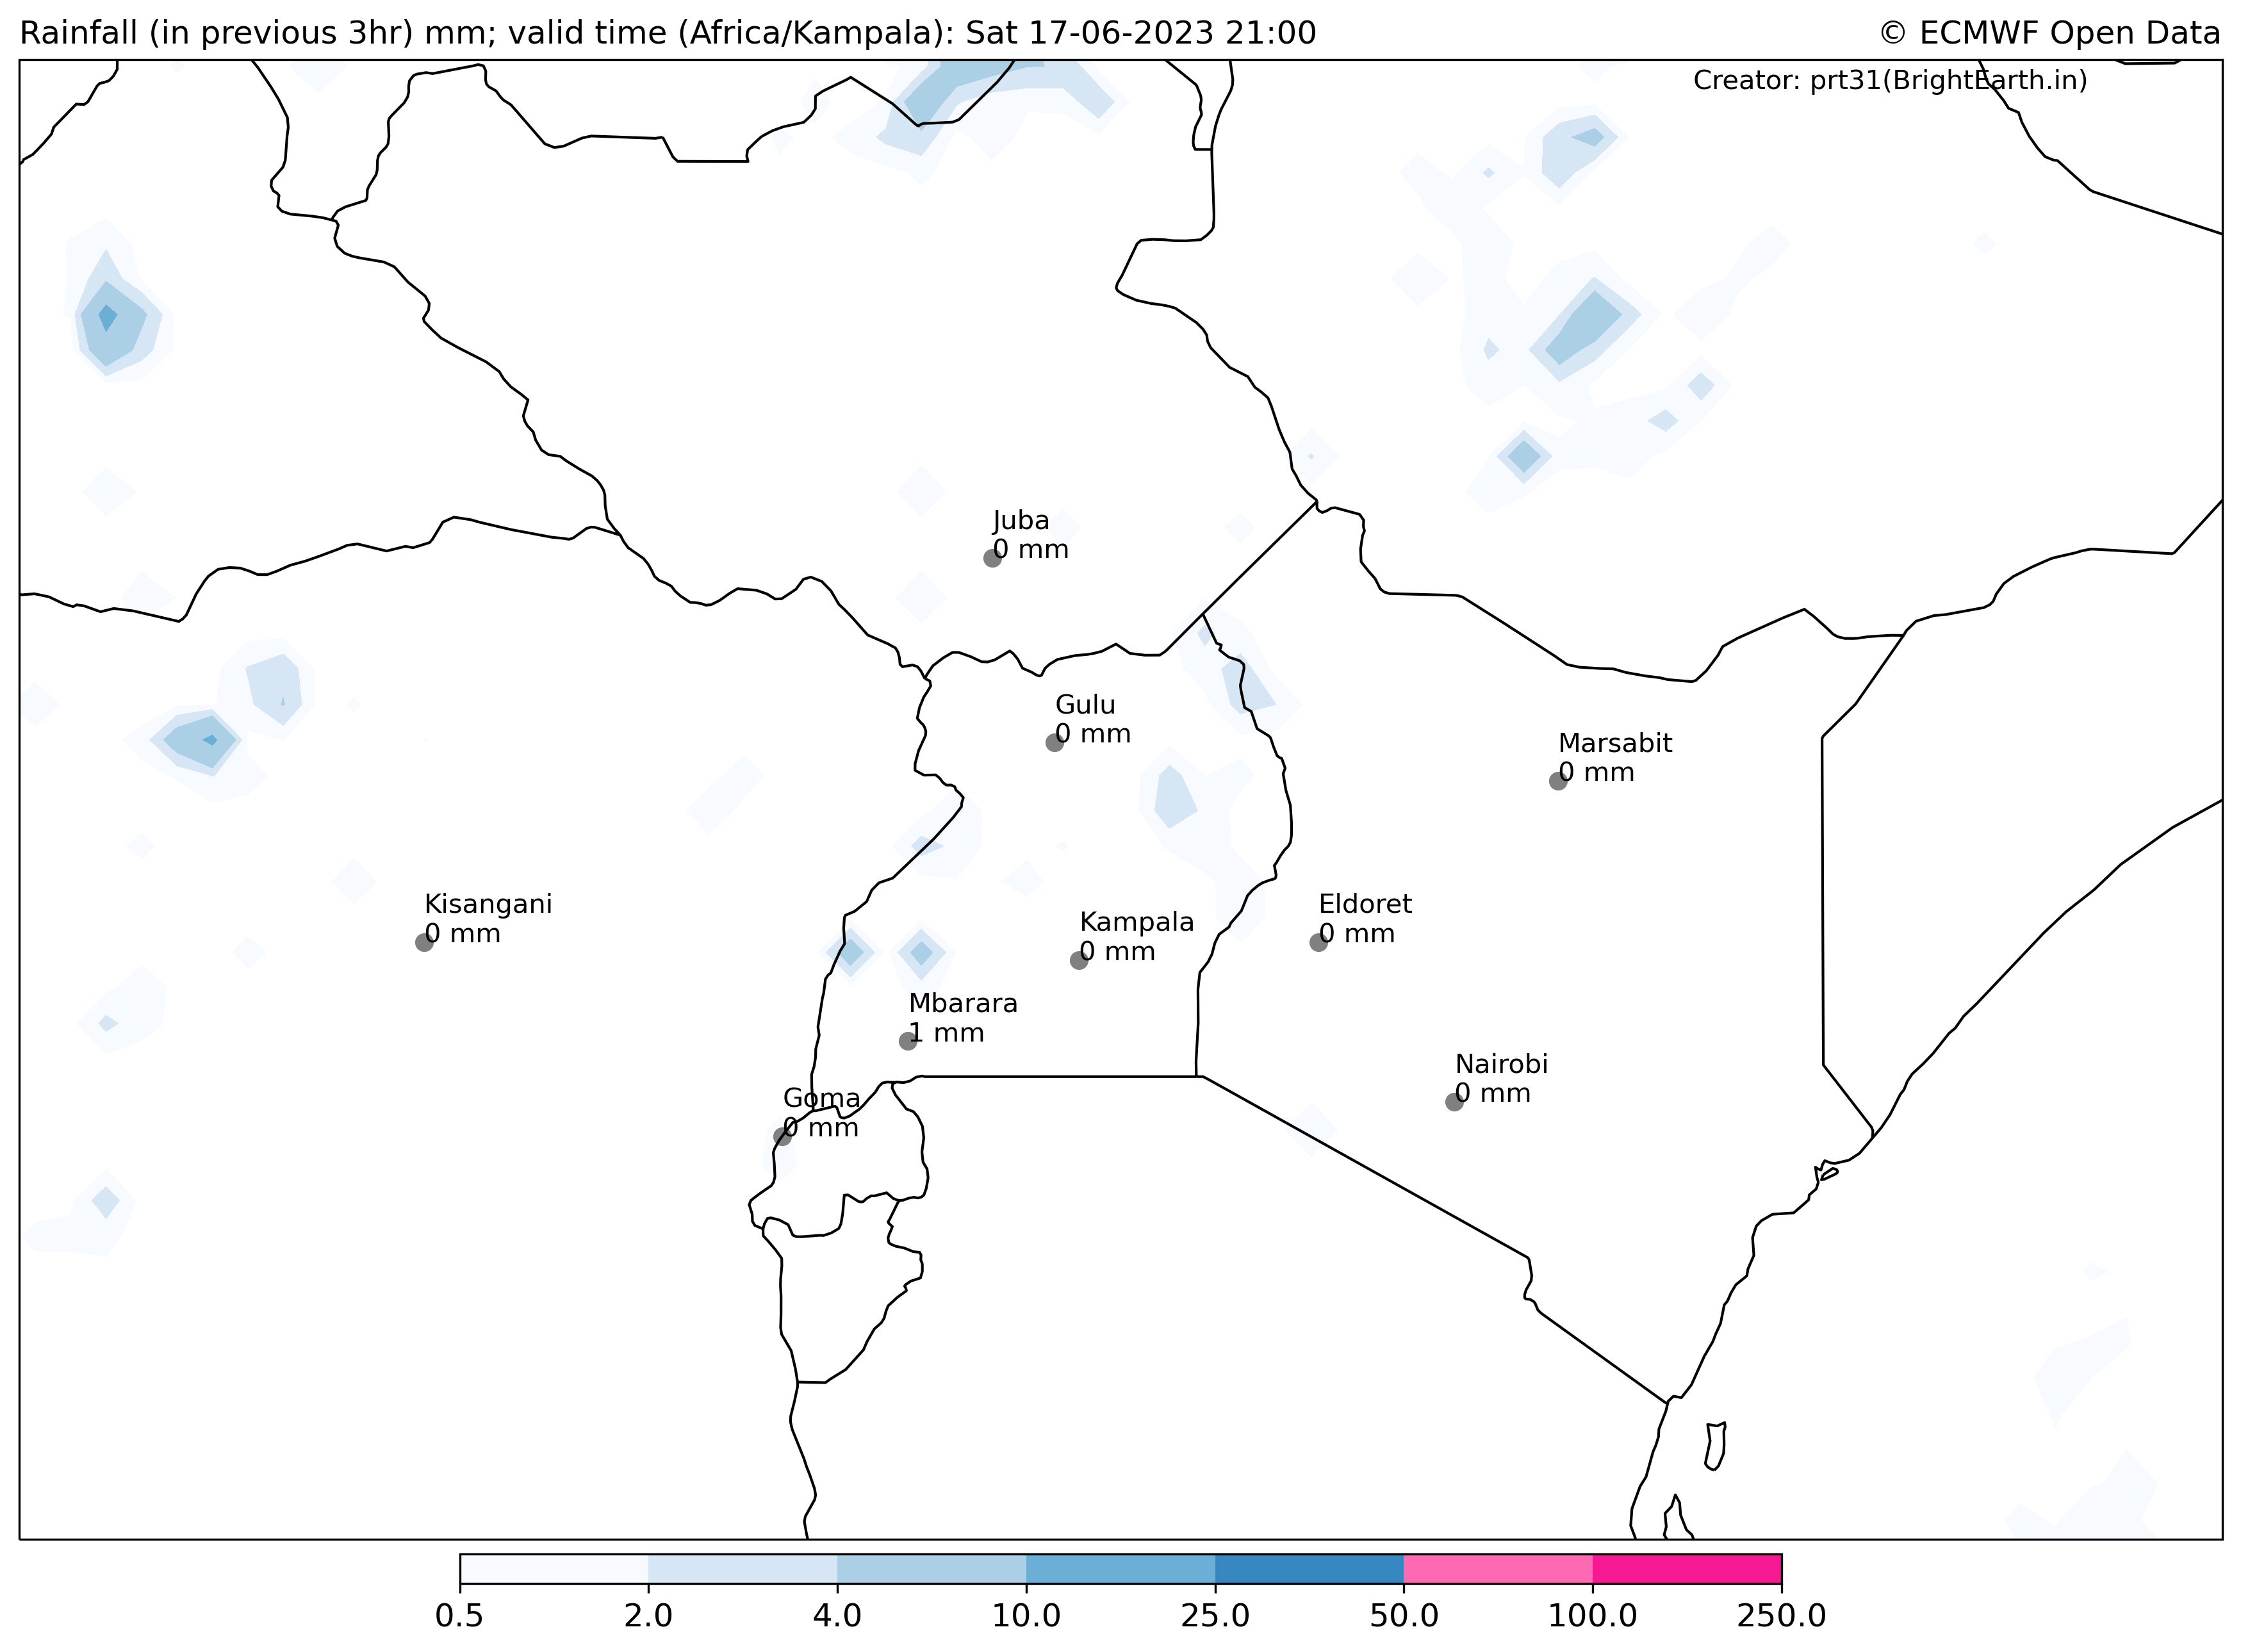 Rainfall (in previous 3hr) mm; valid time (Africa/Kampala): Sat 17-06-2023 21:00
© ECMWF Open Data
Creator: prt31(BrightEarth.in)
Juba
0 mm
Gulu
0 mm
Marsabit
0 mm
Kisangani
0 mm
Kampala
0 mm
Eldoret
0 mm
Mbarara
1 mm
Nairobi
0 mm
Goma
0 mm
0.5 2.0 4.0 10.0 25.0 50.0 100.0 250.0